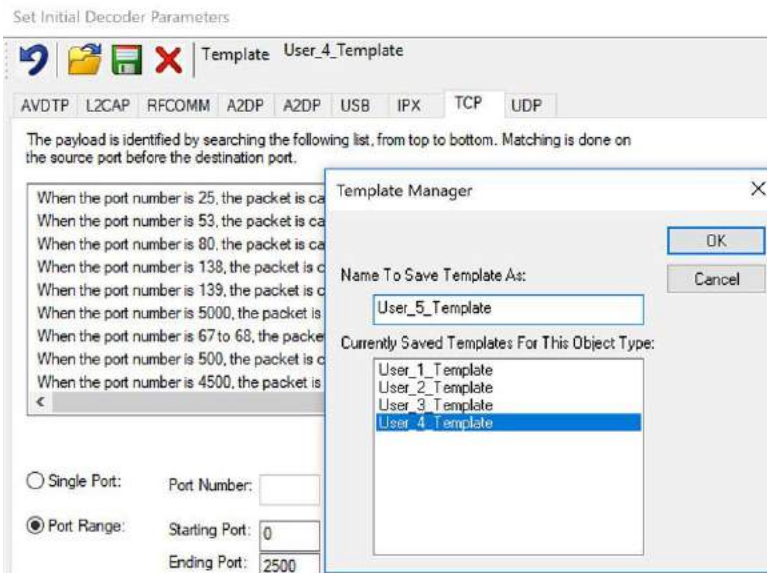 Set Initial Decoder Parameters
Template User_4_Template
AVDTP L2CAP RFCOMM A2DP A2DP USB IPX TCP UDP
The payload is identified by searching the following list, from top to bottom. Matching is done on
the source port before the destination port.
When the port number is 25, the packet is ca
When the port number is 53, the packet is ca
When the port number is 80, the packet is ca
When the port number is 138, the packet is c
When the port number is 139, the packet is c
When the port number is 5000, the packet is
When the port number is 67 to 68, the packe
When the port number is 500, the packet is c
When the port number is 4500, the packet is
Single Port: Port Number:
Port Range: Starting Port: 0
Ending Port: 2500
Template Manager
OK
Name To Save Template As:
Cancel
User_5_Template
Currently Saved Templates For This Object Type:
User_1_Template
User_2_Template
User_3_Template
User_4_Template